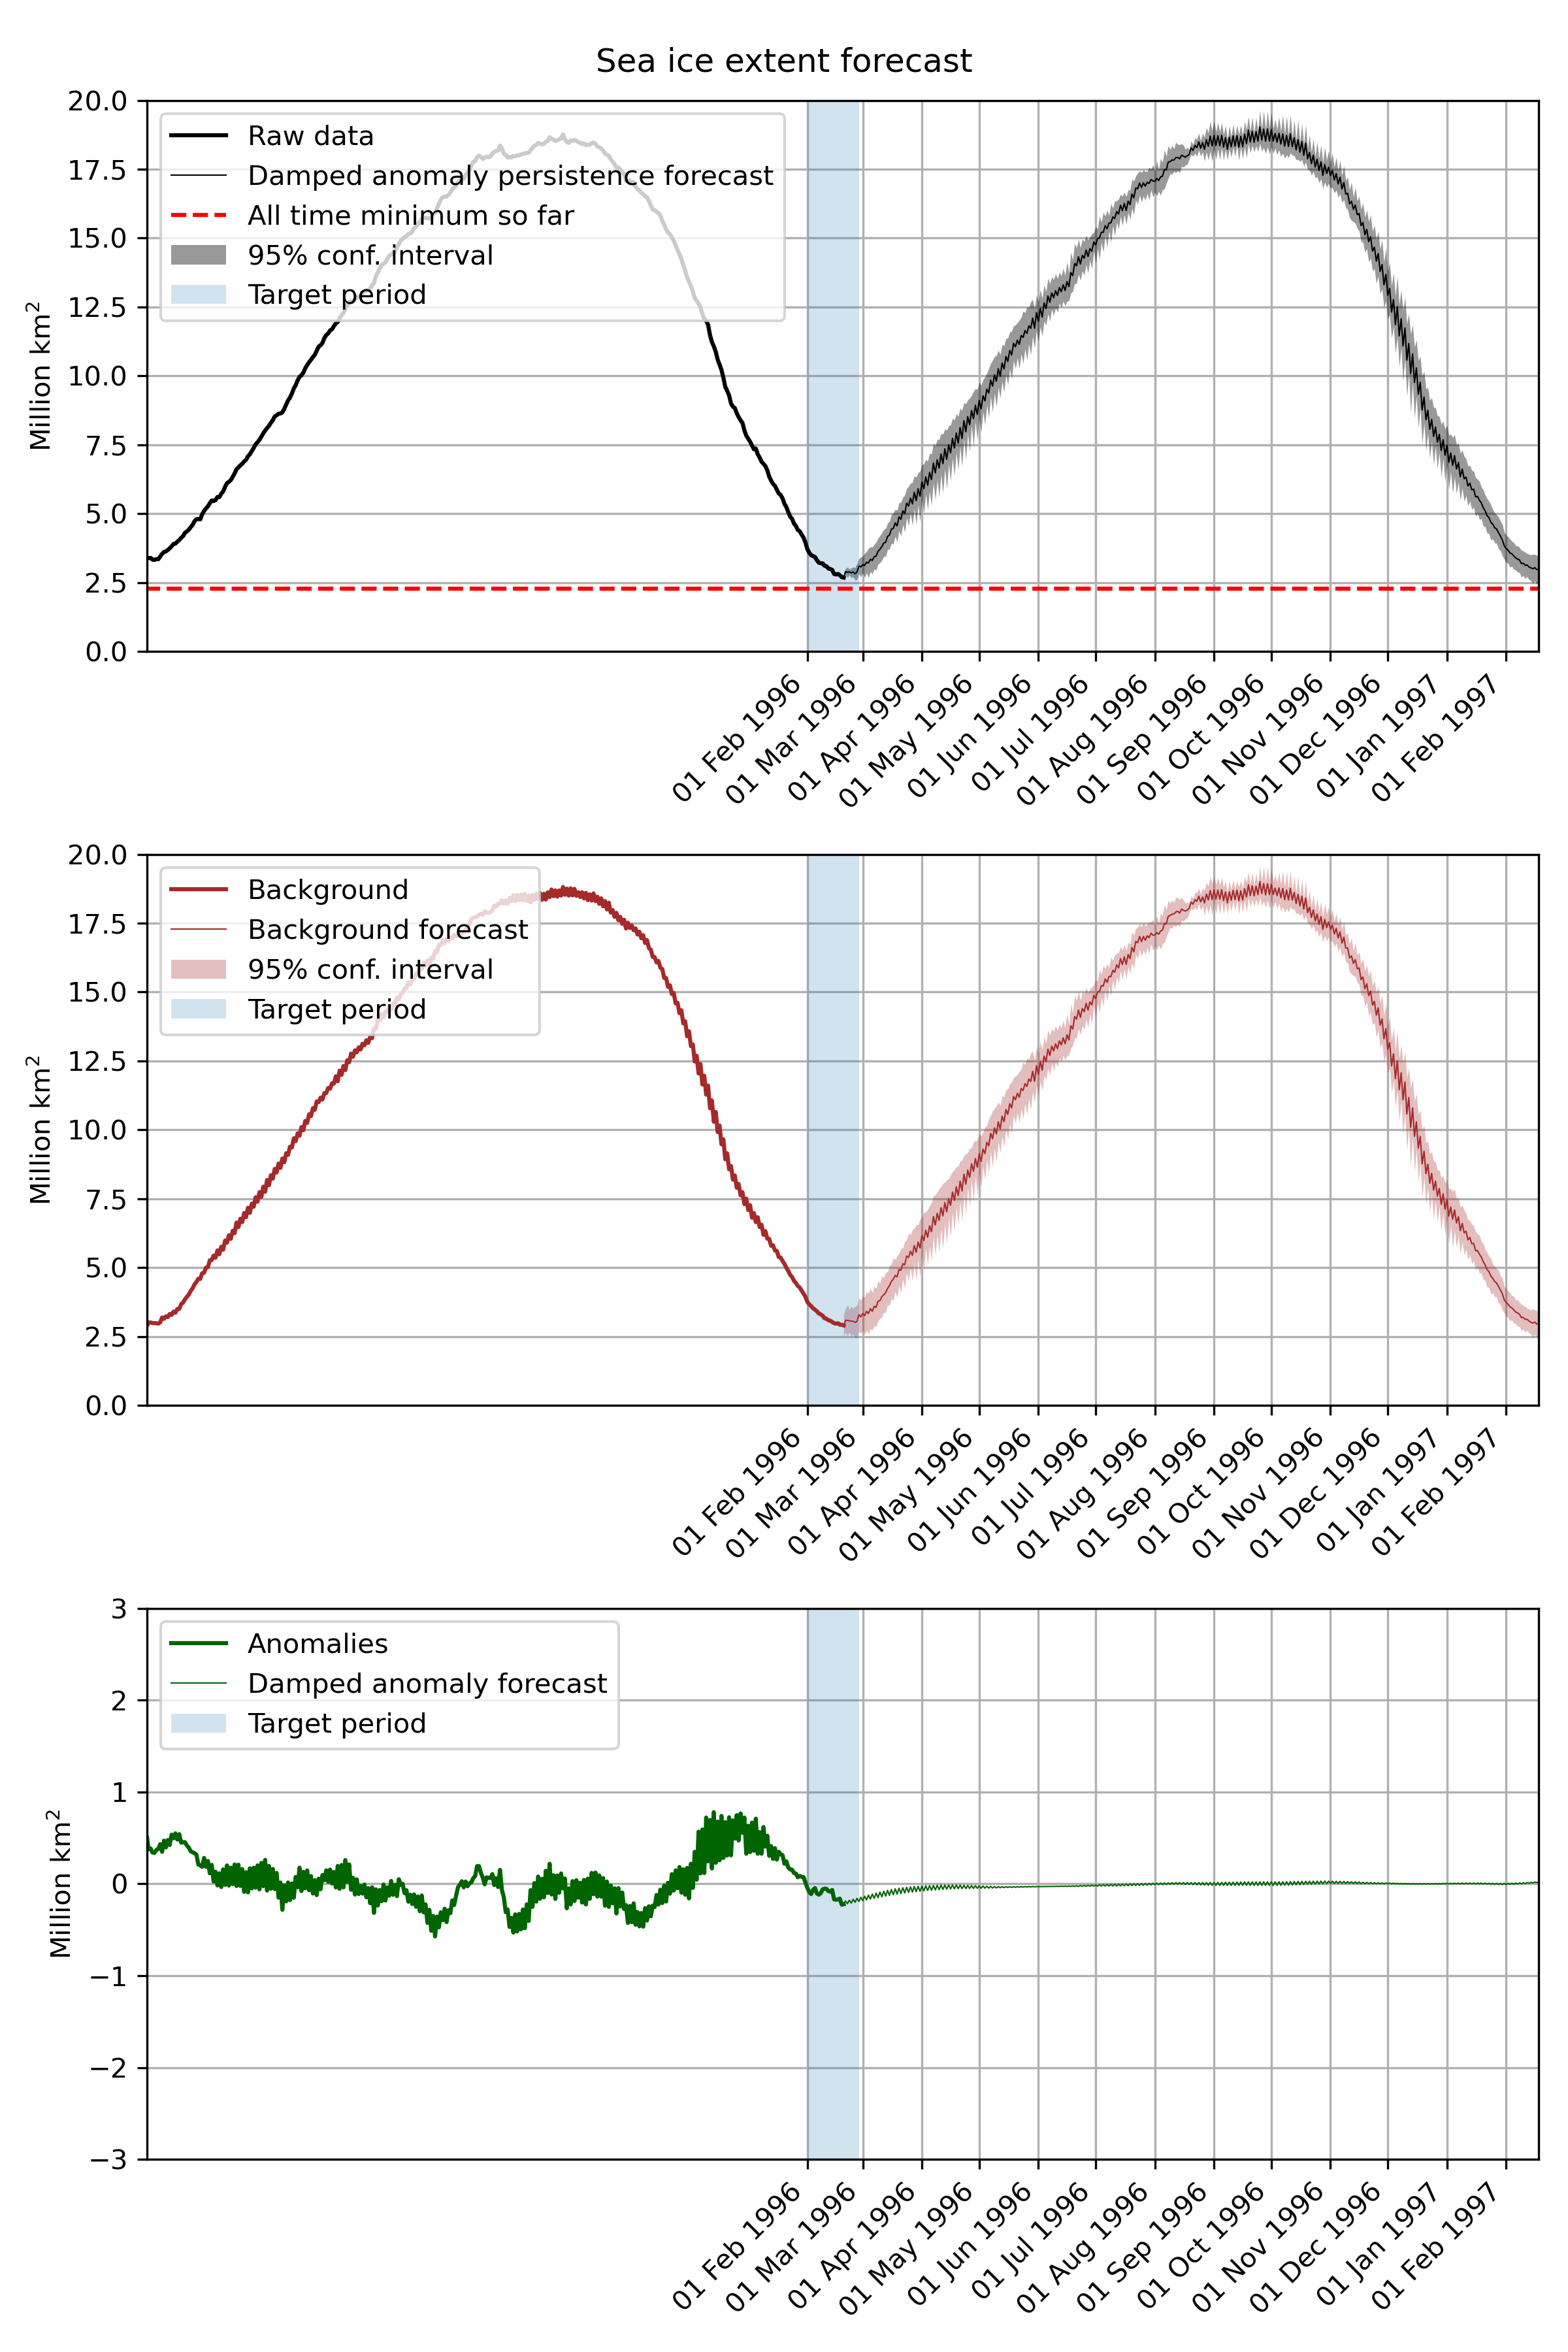 Sea ice extent forecast
20.0
17.5
15.0
12.5
10.0
7.5
5.0
2.5
0.0
Million km²
Raw data
Damped anomaly persistence forecast
All time minimum so far
95% conf. interval
Target period
01 Feb 1996
01 Mar 1996
01 Apr 1996
01 May 1996
01 Jun 1996
01 Jul 1996
01 Aug 1996
01 Sep 1996
01 Oct 1996
01 Nov 1996
01 Dec 1996
01 Jan 1997
01 Feb 1997
20.0
17.5
15.0
12.5
10.0
7.5
5.0
2.5
0.0
Million km²
Background
Background forecast
95% conf. interval
Target period
01 Feb 1996
01 Mar 1996
01 Apr 1996
01 May 1996
01 Jun 1996
01 Jul 1996
01 Aug 1996
01 Sep 1996
01 Oct 1996
01 Nov 1996
01 Dec 1996
01 Jan 1997
01 Feb 1997
3
2
1
0
−1
−2
−3
Million km²
Anomalies
Damped anomaly forecast
Target period
01 Feb 1996
01 Mar 1996
01 Apr 1996
01 May 1996
01 Jun 1996
01 Jul 1996
01 Aug 1996
01 Sep 1996
01 Oct 1996
01 Nov 1996
01 Dec 1996
01 Jan 1997
01 Feb 1997